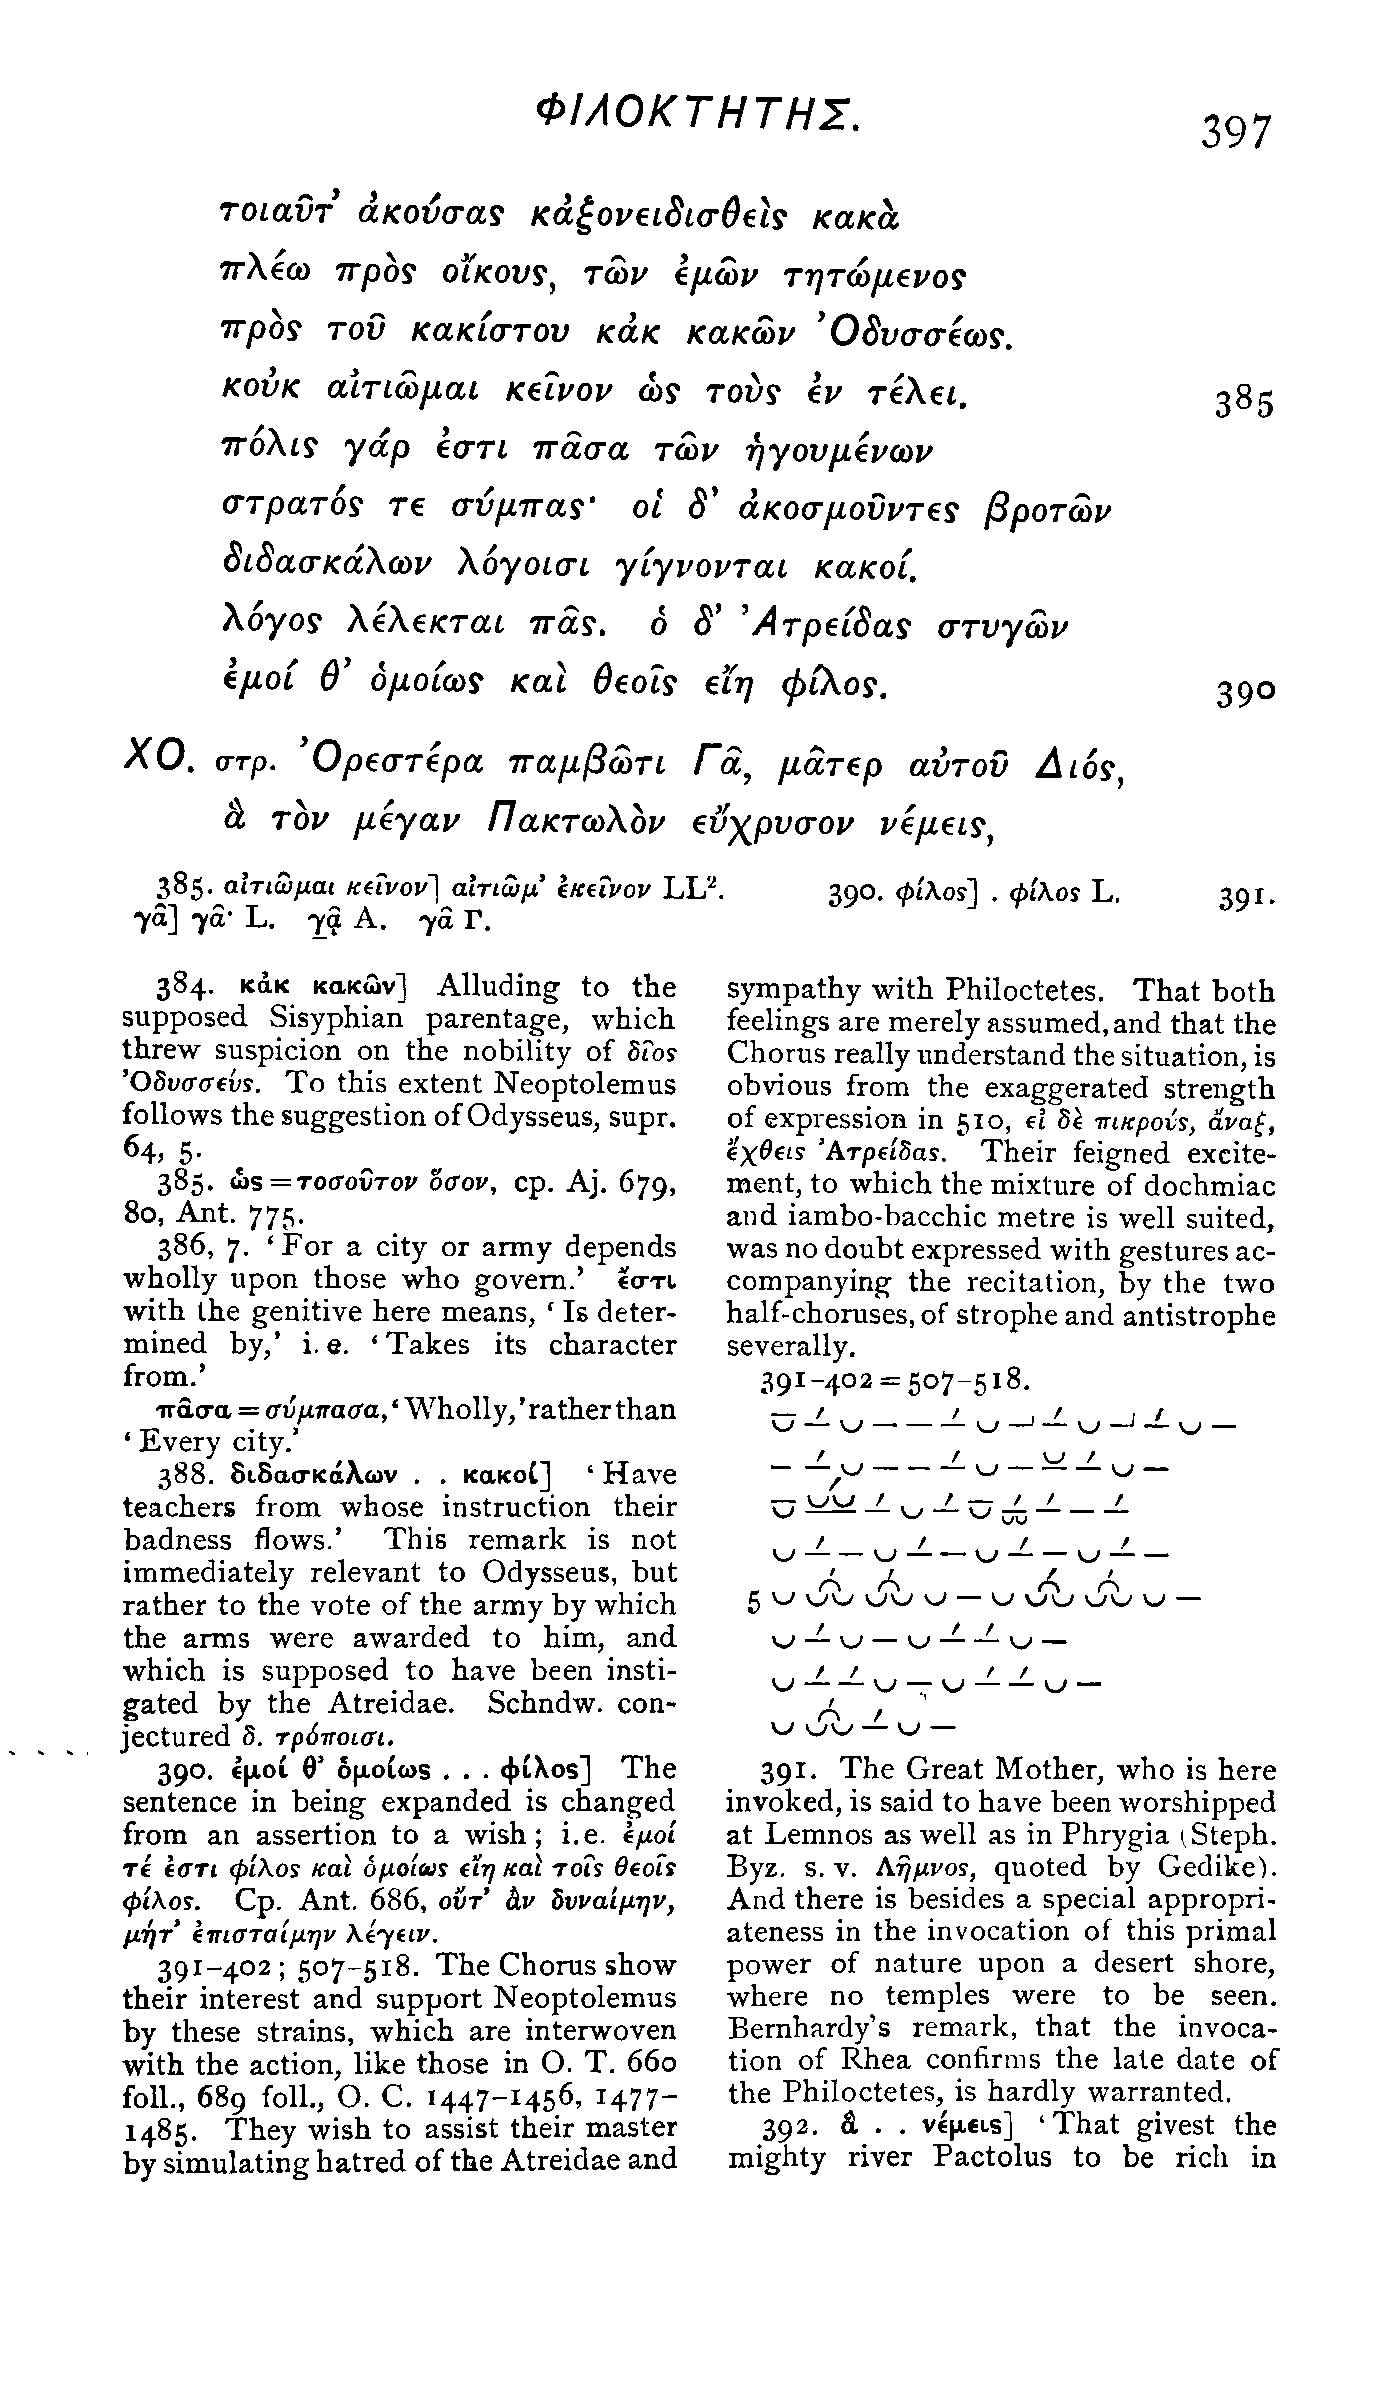 ΦΙΛΟΚΤΗΤΗΣ.
397
τοιαῦτ’ ἀκούσας κἀξονειδισθεὶς κακὰ
πλέω πρὸς οἴκους, τῶν ἐμῶν τητώμενος
πρὸς τοῦ κακίστου κἀκ κακῶν Ὀδυσσέως.
κοὐκ αἰτιῶμαι κεῖνον ὡς τοὺς ἐν τέλει.
385
πόλις γάρ ἐστι πᾶσα τῶν ἡγουμένων
στρατός τε σύμπας· οἱ δ’ ἀκοσμοῦντες βροτῶν
διδασκάλων λόγοισι γίγνονται κακοί.
λόγος λέλεκται πᾶς. ὁ δ’ Ἀτρείδας στυγῶν
ἐμοί θ’ ὁμοίως καὶ θεοῖς εἴη φίλος.
390
ΧΟ. στρ. Ὀρεστέρα παμβῶτι Γᾶ, μᾶτερ αὐτοῦ Διός,
ἃ τὸν μέγαν Πακτωλὸν εὔχρυσον νέμεις,
385. αἰτιῶμαι κεῖνον] αἰτιῶμ’ ἐκεῖνον LL². 390. φίλος] . φίλος L. 391.
γᾶ] γᾶ· L. γᾷ A. γᾶ Γ.
384. κἀκ κακῶν] Alluding to the
supposed Sisyphian parentage, which
threw suspicion on the nobility of δῖος
Ὀδυσσεύς. To this extent Neoptolemus
follows the suggestion of Odysseus, supr.
64, 5.
385. ὡς = τοσοῦτον ὅσον, cp. Aj. 679,
80, Ant. 775.
386, 7. ‘For a city or army depends
wholly upon those who govern.’ ἔστι
with the genitive here means, ‘Is deter-
mined by,’ i. e. ‘Takes its character
from.’
πᾶσα = σύμπασα, ‘Wholly,’ rather than
‘Every city.’
388. διδασκάλων . . κακοί] ‘Have
teachers from whose instruction their
badness flows.’ This remark is not
immediately relevant to Odysseus, but
rather to the vote of the army by which
the arms were awarded to him, and
which is supposed to have been insti-
gated by the Atreidae. Schndw. con-
jectured δ. τρόποισι.
390. ἐμοί θ’ ὁμοίως . . . φίλος] The
sentence in being expanded is changed
from an assertion to a wish; i.e. ἐμοί
τέ ἐστι φίλος καὶ ὁμοίως εἴη καὶ τοῖς θεοῖς
φίλος. Cp. Ant. 686, οὔτ’ ἂν δυναίμην,
μήτ’ ἐπισταίμην λέγειν.
391–402; 507–518. The Chorus show
their interest and support Neoptolemus
by these strains, which are interwoven
with the action, like those in O. T. 660
foll., 689 foll., O. C. 1447–1456, 1477–
1485. They wish to assist their master
by simulating hatred of the Atreidae and
sympathy with Philoctetes. That both
feelings are merely assumed, and that the
Chorus really understand the situation, is
obvious from the exaggerated strength
of expression in 510, εἰ δὲ πικρούς, ἄναξ,
ἔχθεις Ἀτρείδας. Their feigned excite-
ment, to which the mixture of dochmiac
and iambo-bacchic metre is well suited,
was no doubt expressed with gestures ac-
companying the recitation, by the two
half-choruses, of strophe and antistrophe
severally.
391–402 = 507–518.
5
391. The Great Mother, who is here
invoked, is said to have been worshipped
at Lemnos as well as in Phrygia (Steph.
Byz. s. v. Λῆμνος, quoted by Gedike).
And there is besides a special appropri-
ateness in the invocation of this primal
power of nature upon a desert shore,
where no temples were to be seen.
Bernhardy’s remark, that the invoca-
tion of Rhea confirms the late date of
the Philoctetes, is hardly warranted.
392. ἃ . . νέμεις] ‘That givest the
mighty river Pactolus to be rich in